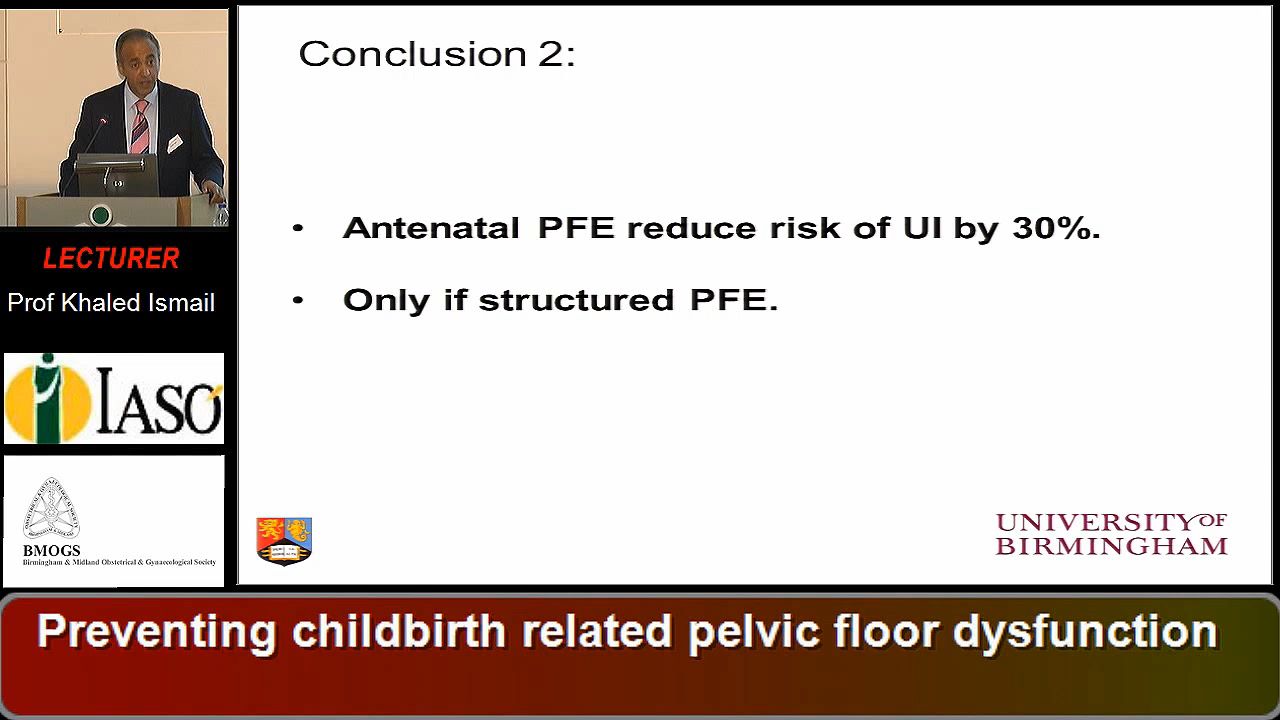 Conclusion 2:
• Antenatal PFE reduce risk of UI by 30%.
• Only if structured PFE.
LECTURER
Prof Khaled Ismail
IASO
BMOGS
Birmingham & Midland Obstetrical & Gynaecological Society
UNIVERSITY OF
BIRMINGHAM
Preventing childbirth related pelvic floor dysfunction